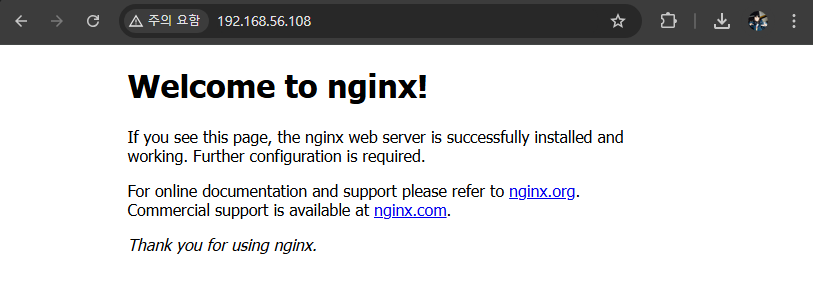 주의 요함 192.168.56.108
Welcome to nginx!
If you see this page, the nginx web server is successfully installed and
working. Further configuration is required.
For online documentation and support please refer to nginx.org.
Commercial support is available at nginx.com.
Thank you for using nginx.